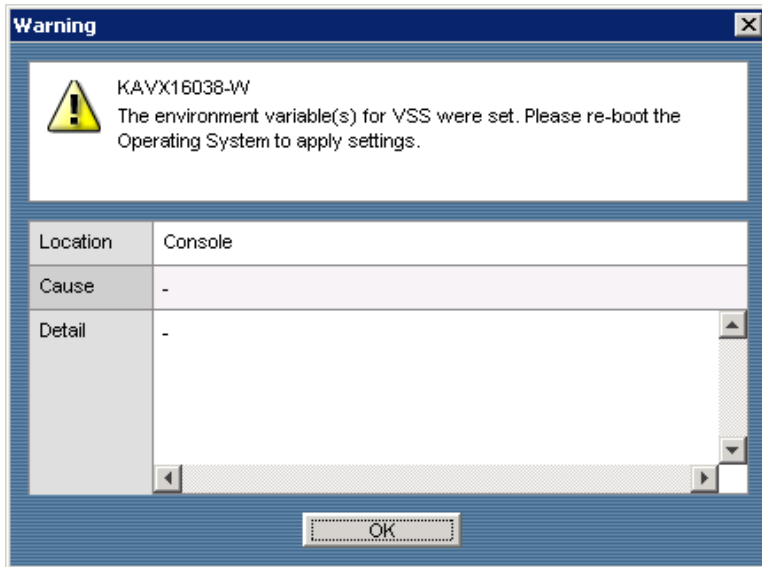 Warning
KAVX16038-W
The environment variable(s) for VSS were set. Please re-boot the
Operating System to apply settings.
Location Console
Cause -
Detail -
OK